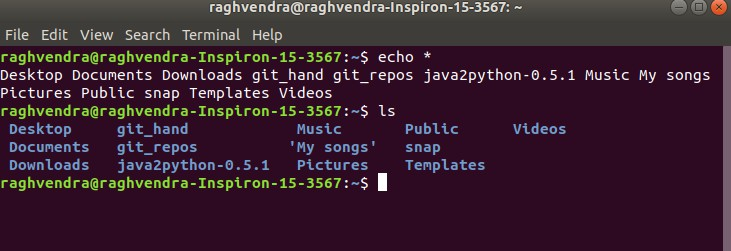 raghvendra@raghvendra-Inspiron-15-3567: ~
File Edit View Search Terminal Help
raghvendra@raghvendra-Inspiron-15-3567:~$ echo *
Desktop Documents Downloads git_hand git_repos java2python-0.5.1 Music My songs
Pictures Public snap Templates Videos
raghvendra@raghvendra-Inspiron-15-3567:~$ ls
Desktop git_hand Music Public Videos
Documents git_repos 'My songs' snap
Downloads java2python-0.5.1 Pictures Templates
raghvendra@raghvendra-Inspiron-15-3567:~$